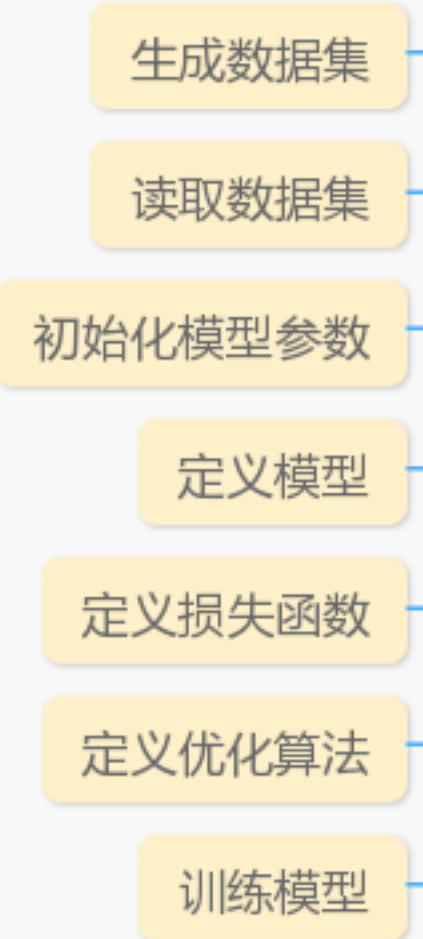 生成数据集
读取数据集
初始化模型参数
定义模型
定义损失函数
定义优化算法
训练模型